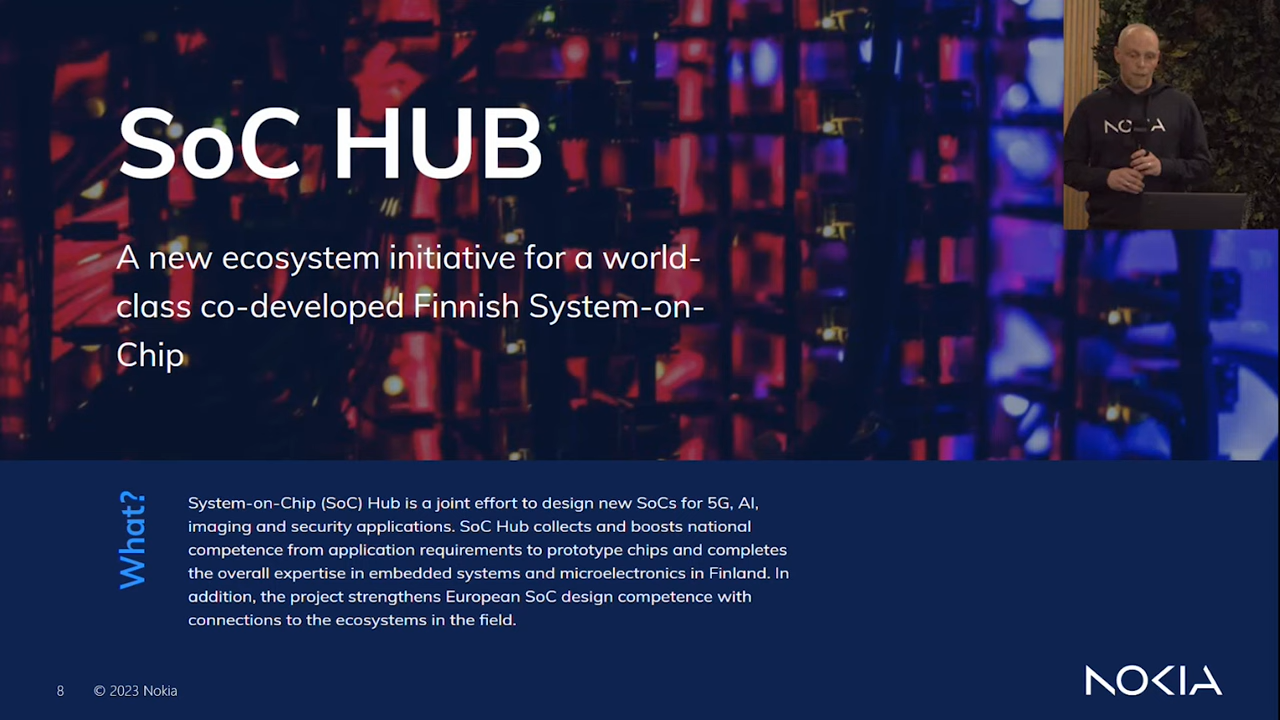 SoC HUB
A new ecosystem initiative for a world-
class co-developed Finnish System-on-
Chip
NOKIA
What?
System-on-Chip (SoC) Hub is a joint effort to design new SoCs for 5G, AI,
imaging and security applications. SoC Hub collects and boosts national
competence from application requirements to prototype chips and completes
the overall expertise in embedded systems and microelectronics in Finland. In
addition, the project strengthens European SoC design competence with
connections to the ecosystems in the field.
8 © 2023 Nokia
NOKIA